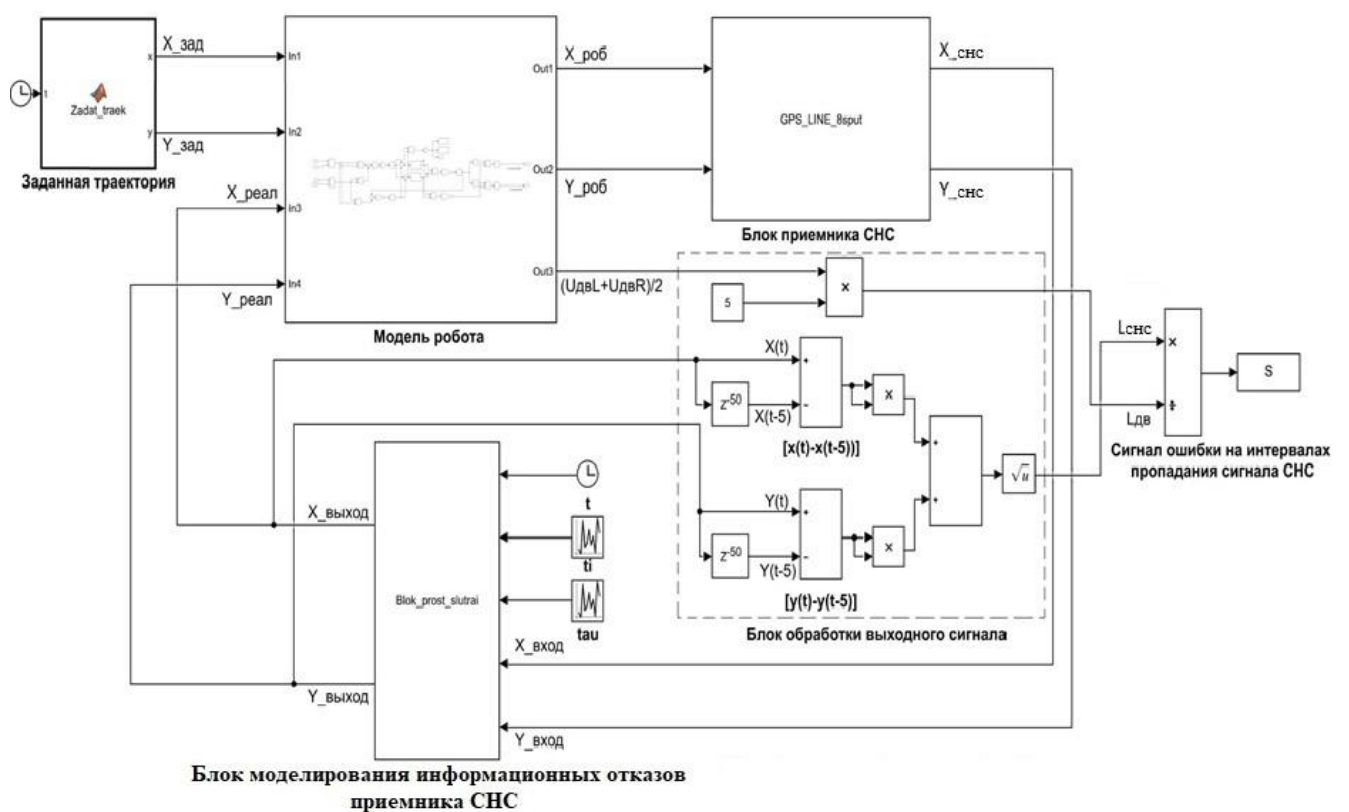 X_зад
x
t
Zadat_traek
y
Y_зад
Заданная траектория
X_реал
Y_реал
In1
In2
In3
In4
Out1
Out2
Out3
Модель робота
X_роб
Y_роб
(UдвL+UдвR)/2
GPS_LINE_8sput
Блок приемника СНС
X_снс
Y_снс
5
×
X(t)
+
z-50
−
X(t-5)
×
[x(t)-x(t-5))]
Y(t)
+
z-50
−
Y(t-5)
×
[y(t)-y(t-5)]
+
+
√u
Блок обработки выходного сигнала
Lснс
×
Lдв
÷
S
Сигнал ошибки на интервалах
пропадания сигнала СНС
X_выход
Y_выход
Blok_prost_slutrai
t
ti
tau
X_вход
Y_вход
Блок моделирования информационных отказов
приемника СНС